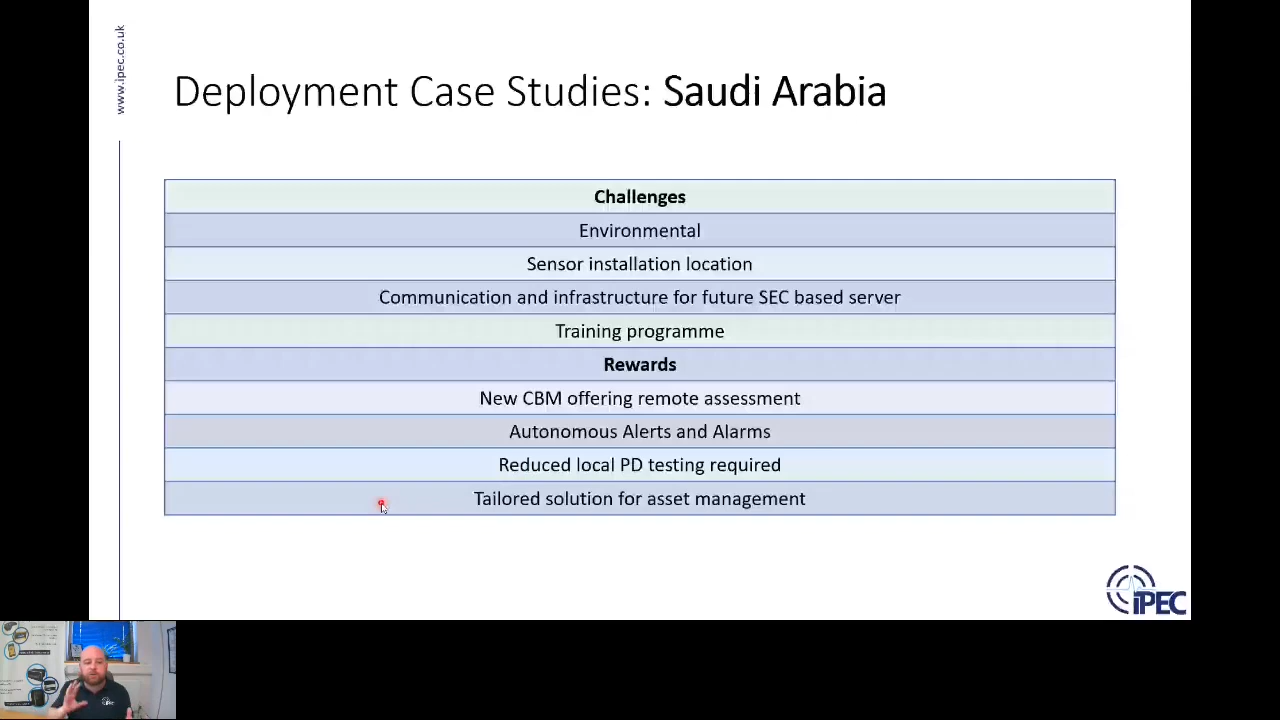 www.ipec.co.uk
Deployment Case Studies: Saudi Arabia
Challenges
Environmental
Sensor installation location
Communication and infrastructure for future SEC based server
Training programme
Rewards
New CBM offering remote assessment
Autonomous Alerts and Alarms
Reduced local PD testing required
Tailored solution for asset management
iPEC
iPEC